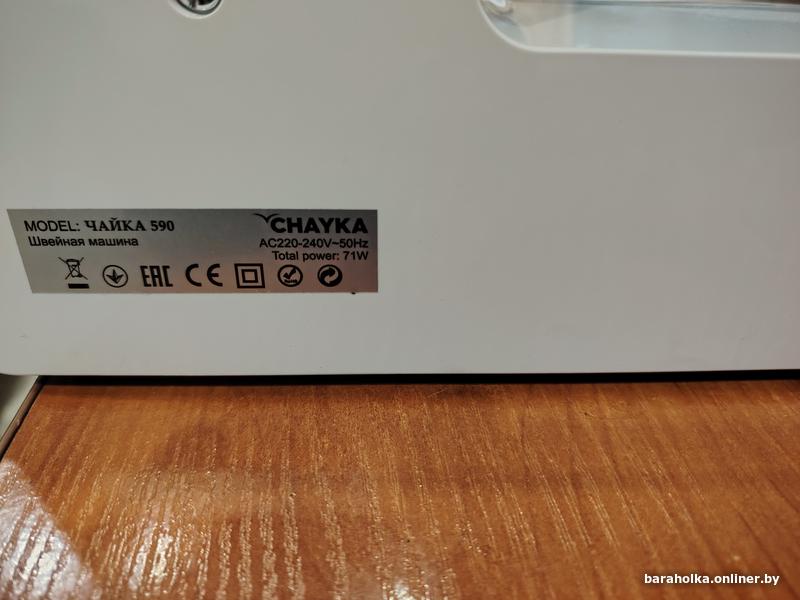 MODEL: ЧАЙКА 590
Швейная машина
CHAYKA
AC220-240V~50Hz
Total power: 71W
EAC CE
baraholka.onliner.by